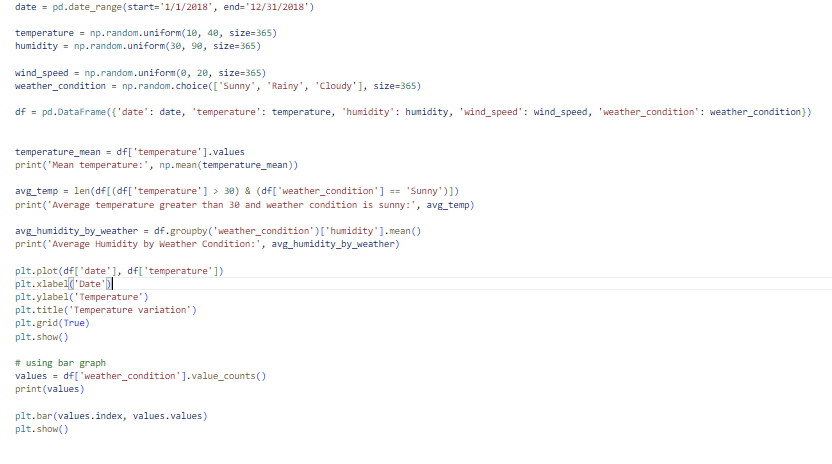 date = pd.date_range(start='1/1/2018', end='12/31/2018')
temperature = np.random.uniform(10, 40, size=365)
humidity = np.random.uniform(30, 90, size=365)
wind_speed = np.random.uniform(0, 20, size=365)
weather_condition = np.random.choice(['Sunny', 'Rainy', 'Cloudy'], size=365)
df = pd.DataFrame({'date': date, 'temperature': temperature, 'humidity': humidity, 'wind_speed': wind_speed, 'weather_condition': weather_condition})
temperature_mean = df['temperature'].values
print('Mean temperature:', np.mean(temperature_mean))
avg_temp = len(df[(df['temperature'] > 30) & (df['weather_condition'] == 'Sunny')])
print('Average temperature greater than 30 and weather condition is sunny:', avg_temp)
avg_humidity_by_weather = df.groupby('weather_condition')['humidity'].mean()
print('Average Humidity by Weather Condition:', avg_humidity_by_weather)
plt.plot(df['date'], df['temperature'])
plt.xlabel('Date')
plt.ylabel('Temperature')
plt.title('Temperature variation')
plt.grid(True)
plt.show()
# using bar graph
values = df['weather_condition'].value_counts()
print(values)
plt.bar(values.index, values.values)
plt.show()